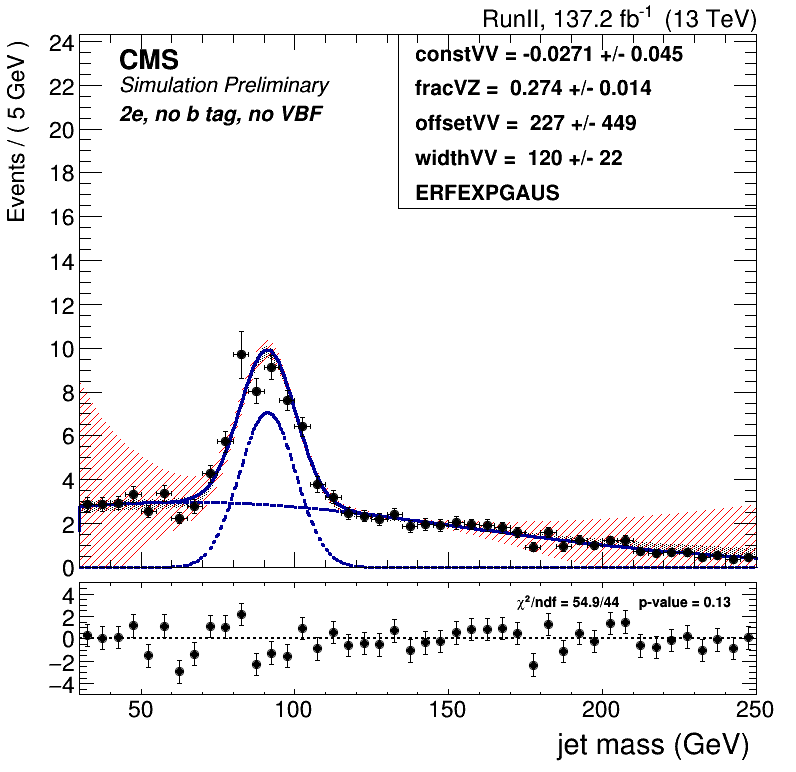 RunII, 137.2 fb⁻¹ (13 TeV)
CMS
Simulation Preliminary
2e, no b tag, no VBF
constVV = -0.0271 +/- 0.045
fracVZ = 0.274 +/- 0.014
offsetVV = 227 +/- 449
widthVV = 120 +/- 22
ERFEXPGAUS
Events / ( 5 GeV )
24
22
20
18
16
14
12
10
8
6
4
2
0
χ²/ndf = 54.9/44 p-value = 0.13
4
2
0
−2
−4
50 100 150 200 250
jet mass (GeV)